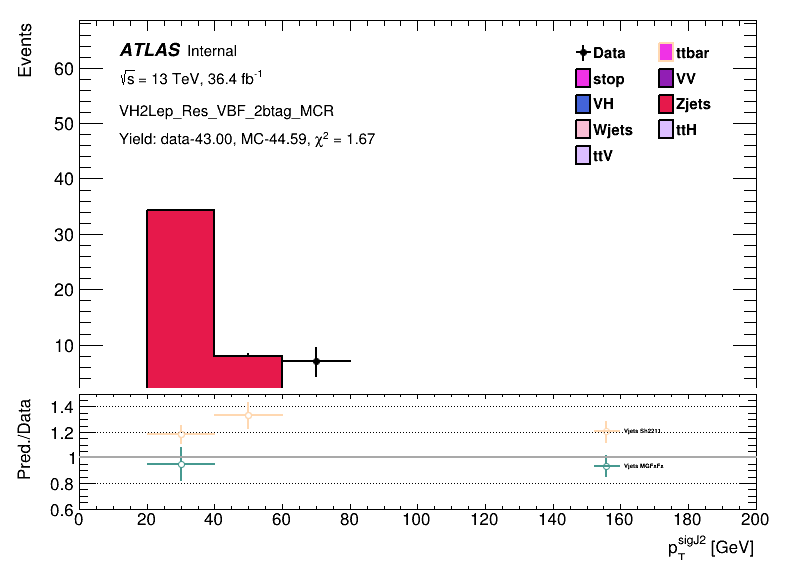 Events
ATLAS Internal
√s = 13 TeV, 36.4 fb⁻¹
VH2Lep_Res_VBF_2btag_MCR
Yield: data-43.00, MC-44.59, χ² = 1.67
Data
ttbar
stop
VV
VH
Zjets
Wjets
ttH
ttV
60
50
40
30
20
10
Pred./Data
1.4
1.2
1
0.8
0.6
Vjets Sh2211
Vjets MGFxFx
0 20 40 60 80 100 120 140 160 180 200
p_T^sigJ2 [GeV]